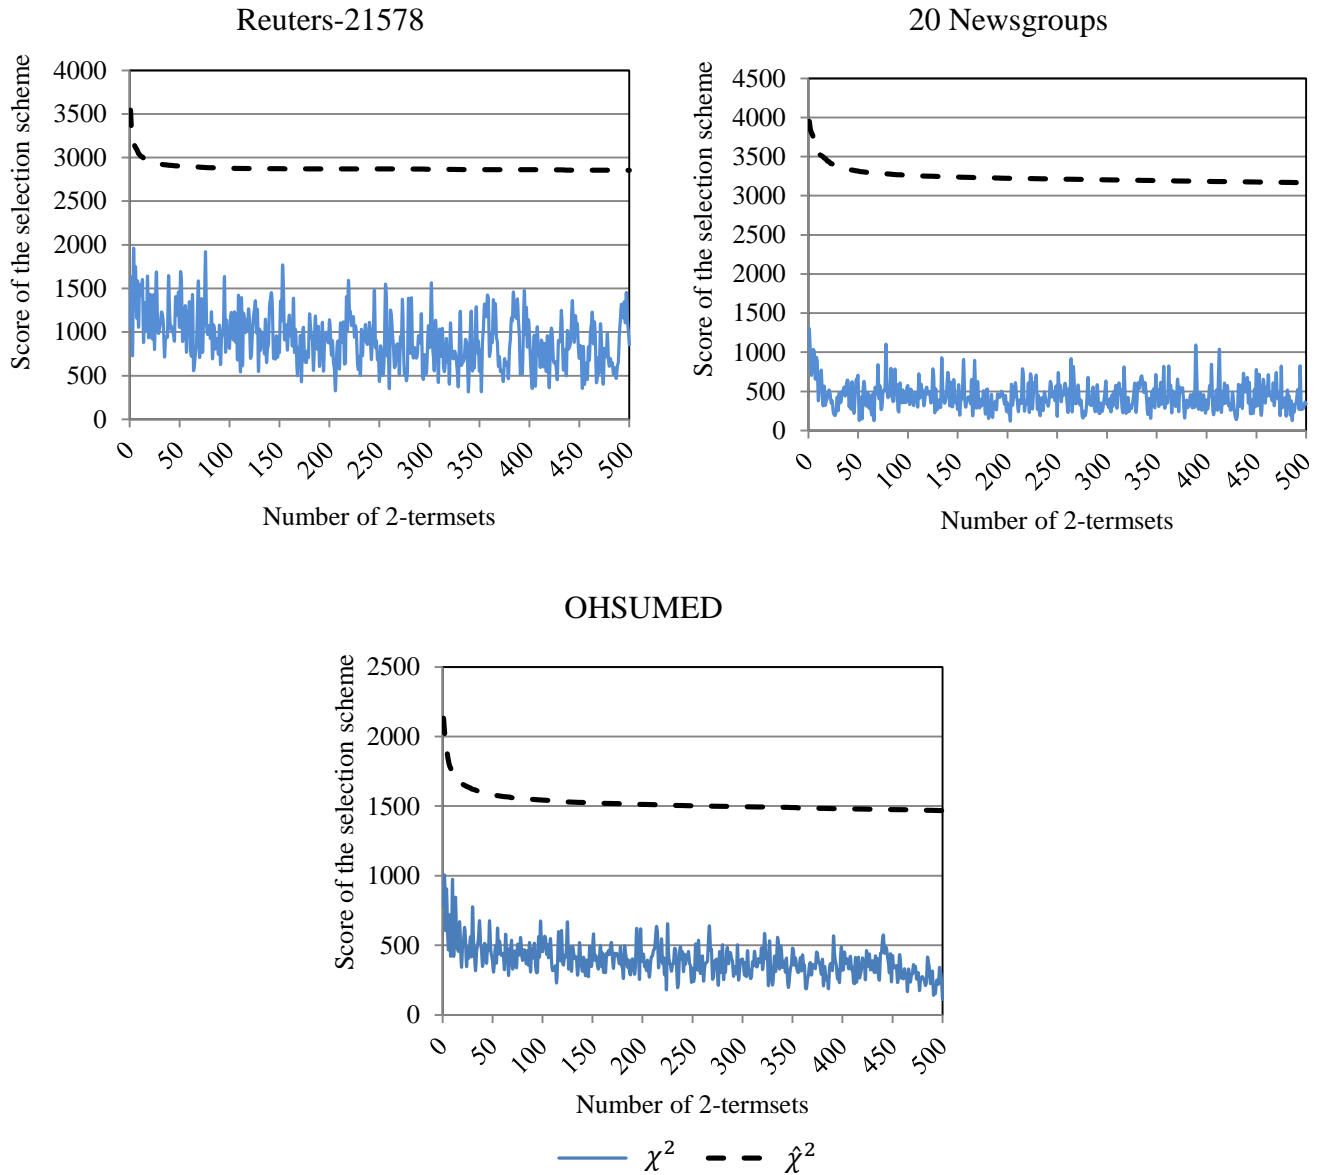 Reuters-21578
Score of the selection scheme
4000
3500
3000
2500
2000
1500
1000
500
0
0 50 100 150 200 250 300 350 400 450 500
Number of 2-termsets
20 Newsgroups
Score of the selection scheme
4500
4000
3500
3000
2500
2000
1500
1000
500
0
0 50 100 150 200 250 300 350 400 450 500
Number of 2-termsets
OHSUMED
Score of the selection scheme
2500
2000
1500
1000
500
0
0 50 100 150 200 250 300 350 400 450 500
Number of 2-termsets
χ² χ̂²